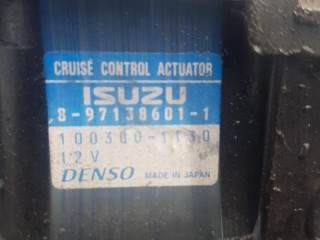 CRUISE CONTROL ACTUATOR
ISUZU
8-97138601-1
100300-1130
12V
DENSO MADE IN JAPAN